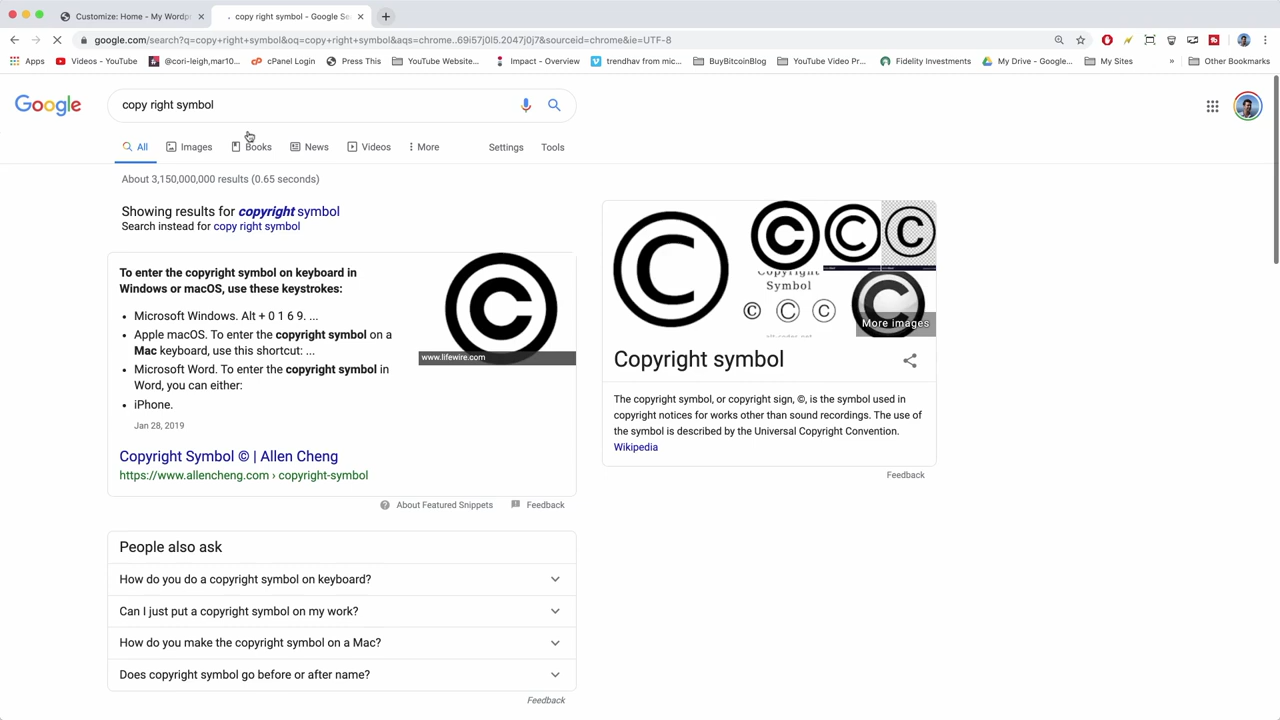 Customize: Home - My Wordp
copy right symbol - Google Se
google.com/search?q=copy+right+symbol&oq=copy+right+symbol&aqs=chrome..69i57j0l5.2047j0j7&sourceid=chrome&ie=UTF-8
Apps
Videos - YouTube
@cori-leigh,mar10...
cPanel Login
Press This
YouTube Website...
Impact - Overview
trendhav from mic...
BuyBitcoinBlog
YouTube Video Pr...
Fidelity Investments
My Drive - Google...
My Sites
»
Other Bookmarks
Google
copy right symbol
All
Images
Books
News
Videos
More
Settings
Tools
About 3,150,000,000 results (0.65 seconds)
Showing results for copyright symbol
Search instead for copy right symbol
To enter the copyright symbol on keyboard in
Windows or macOS, use these keystrokes:
• Microsoft Windows. Alt + 0 1 6 9. ...
• Apple macOS. To enter the copyright symbol on a
Mac keyboard, use this shortcut: ...
• Microsoft Word. To enter the copyright symbol in
Word, you can either:
• iPhone.
Jan 28, 2019
©
www.lifewire.com
Copyright Symbol © | Allen Cheng
https://www.allencheng.com › copyright-symbol
About Featured Snippets
Feedback
People also ask
How do you do a copyright symbol on keyboard?
Can I just put a copyright symbol on my work?
How do you make the copyright symbol on a Mac?
Does copyright symbol go before or after name?
Feedback
©
© © ©
Copyright
Symbol
© © ©
©
More images
Copyright symbol
The copyright symbol, or copyright sign, ©, is the symbol used in
copyright notices for works other than sound recordings. The use of
the symbol is described by the Universal Copyright Convention.
Wikipedia
Feedback